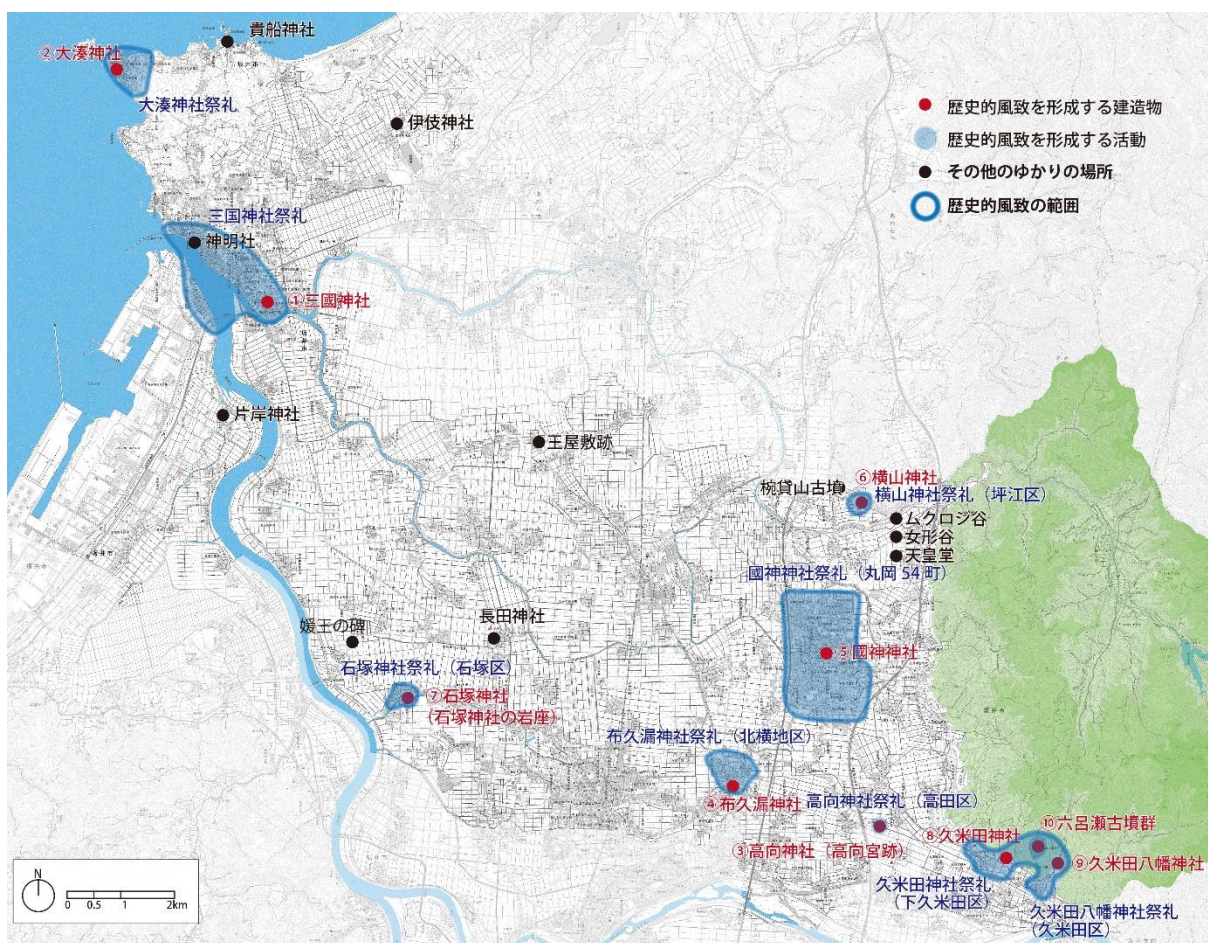 貴船神社
②大湊神社
大湊神社祭礼
伊伎神社
歴史的風致を形成する建造物
歴史的風致を形成する活動
その他のゆかりの場所
歴史的風致の範囲
三国神社祭礼
神明社
①三國神社
片岸神社
王屋敷跡
⑥横山神社
椀貸山古墳
横山神社祭礼（坪江区）
ムクロジ谷
女形谷
天皇堂
國神神社祭礼（丸岡54町）
媛王の碑
長田神社
⑤國神神社
石塚神社祭礼（石塚区）
⑦石塚神社
（石塚神社の岩座）
布久漏神社祭礼（北横地区）
④布久漏神社
高向神社祭礼（高田区）
③高向神社（高向宮跡）
⑧久米田神社
⑩六呂瀬古墳群
⑨久米田八幡神社
久米田神社祭礼
（下久米田区）
久米田八幡神社祭礼
（久米田区）
N
0 0.5 1 2km